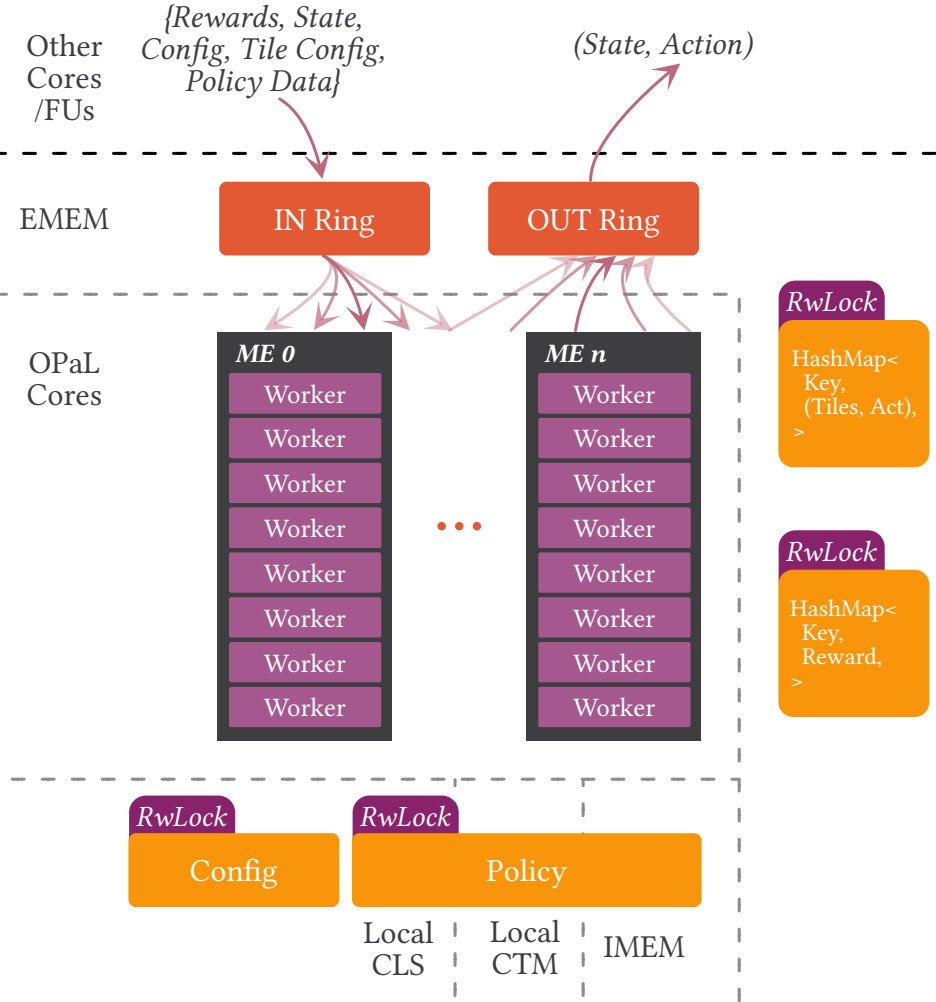 Other
Cores
/FUs
{Rewards, State,
Config, Tile Config,
Policy Data}
(State, Action)
EMEM
IN Ring
OUT Ring
OPaL
Cores
ME 0
Worker
Worker
Worker
Worker
Worker
Worker
Worker
Worker
...
ME n
Worker
Worker
Worker
Worker
Worker
Worker
Worker
Worker
RwLock
HashMap<
Key,
(Tiles, Act),
>
RwLock
HashMap<
Key,
Reward,
>
RwLock
Config
RwLock
Policy
Local
CLS
Local
CTM
IMEM